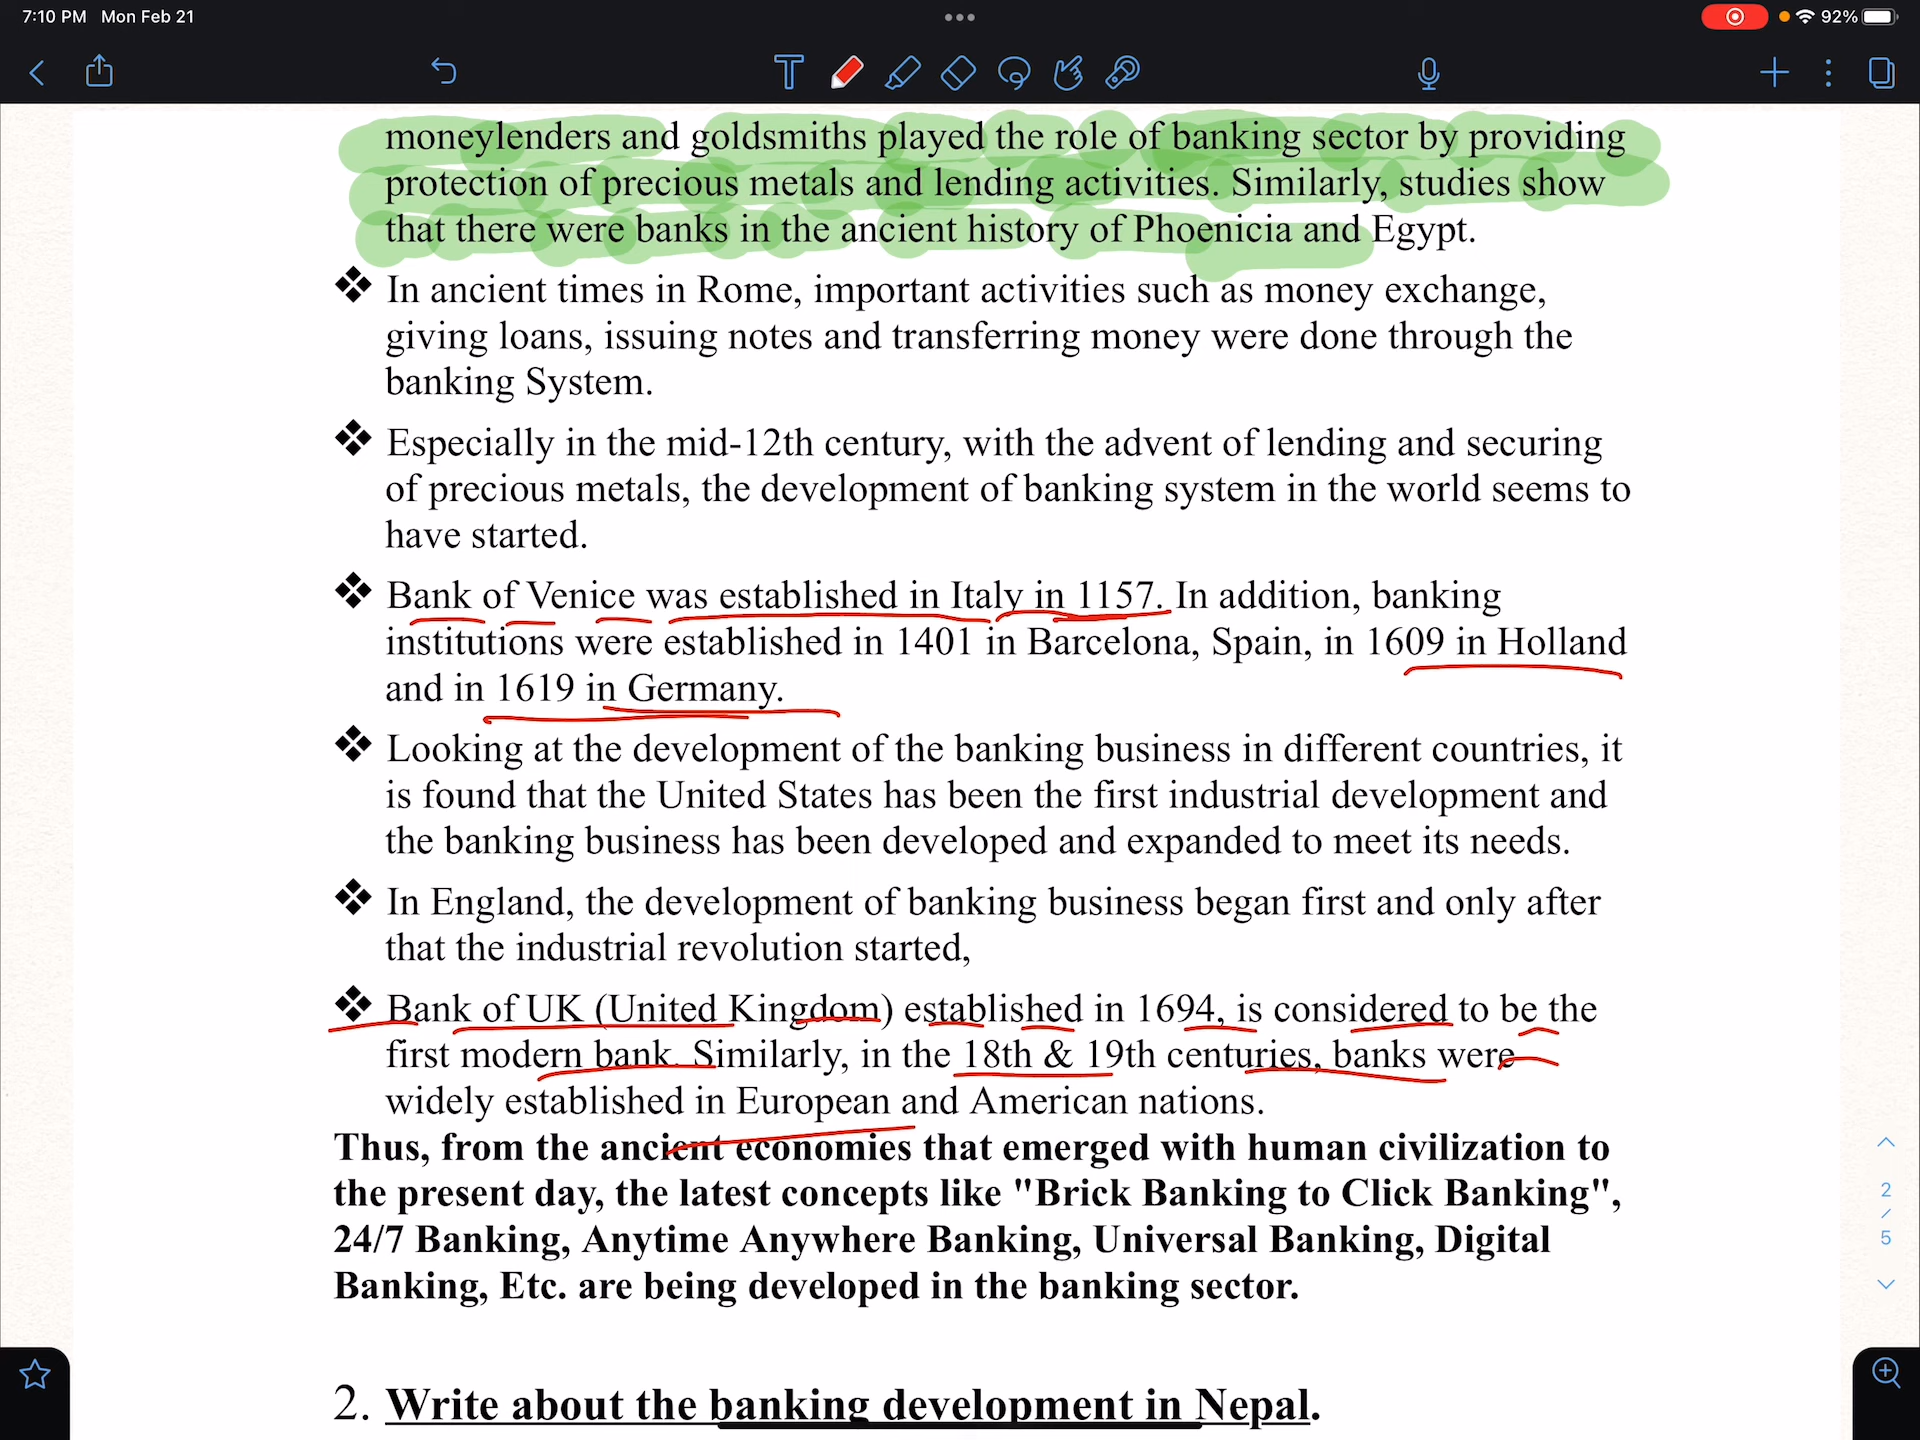 7:10 PM Mon Feb 21
92%
moneylenders and goldsmiths played the role of banking sector by providing
protection of precious metals and lending activities. Similarly, studies show
that there were banks in the ancient history of Phoenicia and Egypt.
❖ In ancient times in Rome, important activities such as money exchange,
giving loans, issuing notes and transferring money were done through the
banking System.
❖ Especially in the mid-12th century, with the advent of lending and securing
of precious metals, the development of banking system in the world seems to
have started.
❖ Bank of Venice was established in Italy in 1157. In addition, banking
institutions were established in 1401 in Barcelona, Spain, in 1609 in Holland
and in 1619 in Germany.
❖ Looking at the development of the banking business in different countries, it
is found that the United States has been the first industrial development and
the banking business has been developed and expanded to meet its needs.
❖ In England, the development of banking business began first and only after
that the industrial revolution started,
❖ Bank of UK (United Kingdom) established in 1694, is considered to be the
first modern bank. Similarly, in the 18th & 19th centuries, banks were
widely established in European and American nations.
Thus, from the ancient economies that emerged with human civilization to
the present day, the latest concepts like "Brick Banking to Click Banking",
24/7 Banking, Anytime Anywhere Banking, Universal Banking, Digital
Banking, Etc. are being developed in the banking sector.
2
/
5
2. Write about the banking development in Nepal.